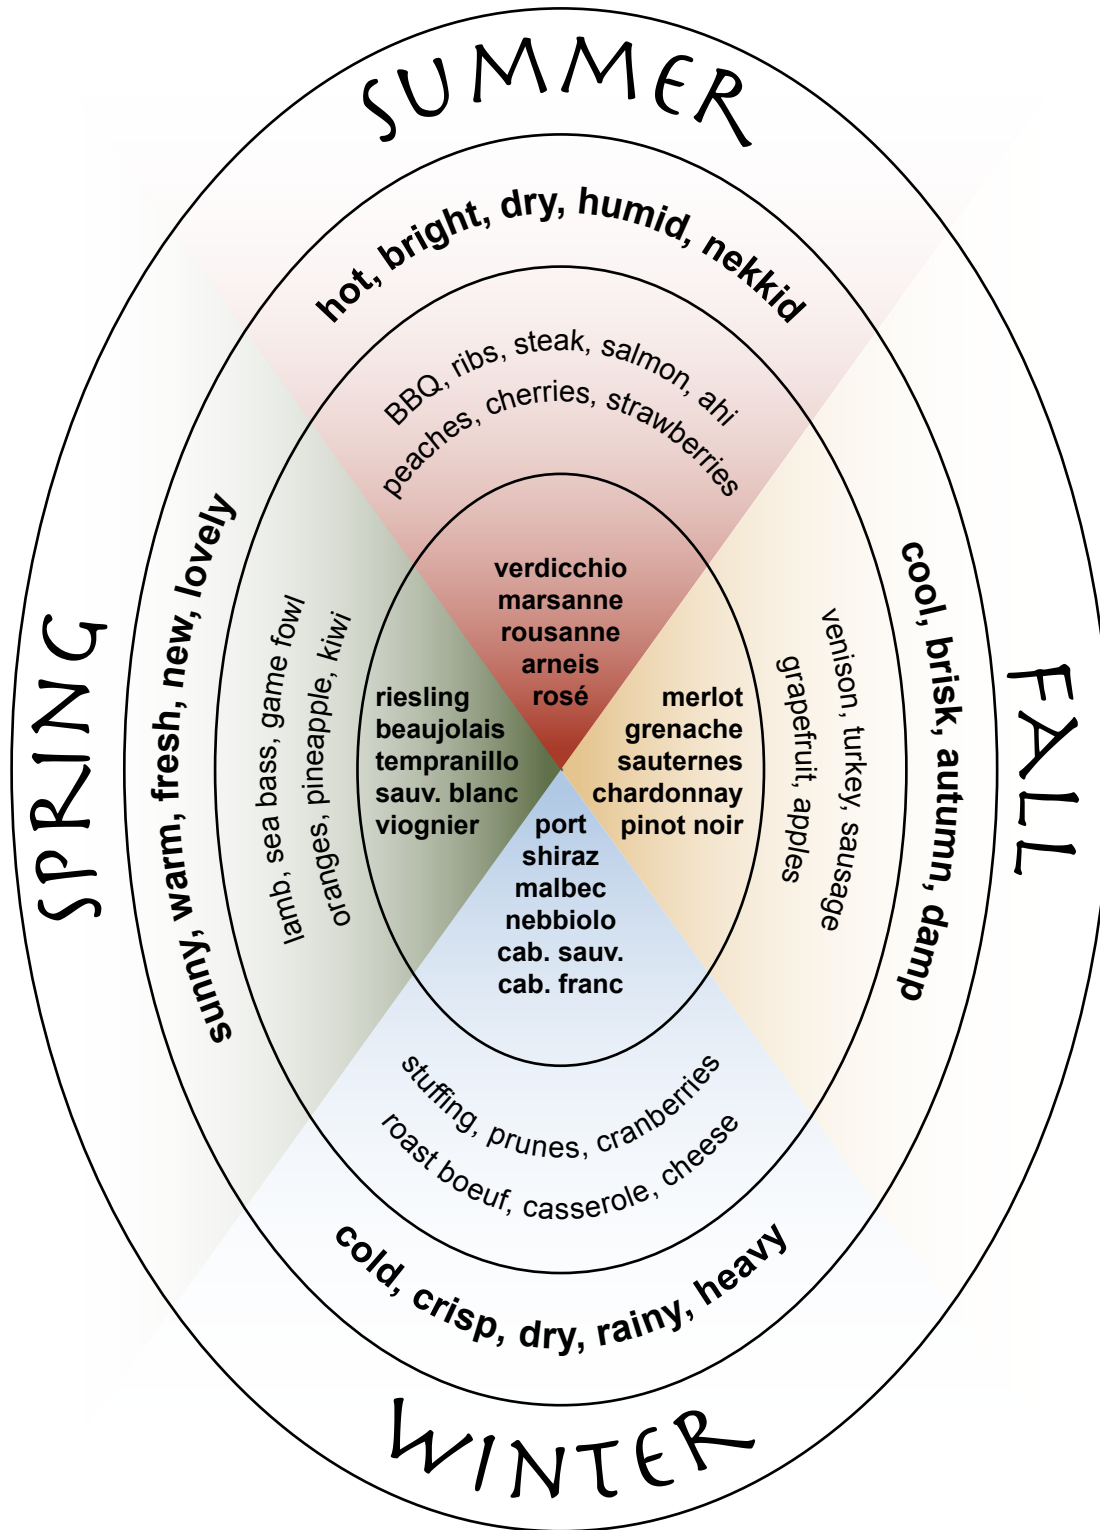 SUMMER
hot, bright, dry, humid, nekkid
BBQ, ribs, steak, salmon, ahi
peaches, cherries, strawberries
verdicchio
marsanne
rousanne
arneis
rosé
SPRING
sunny, warm, fresh, new, lovely
lamb, sea bass, game fowl
oranges, pineapple, kiwi
riesling
beaujolais
tempranillo
sauv. blanc
viognier
merlot
grenache
sauternes
chardonnay
pinot noir
grapefruit, apples
venison, turkey, sausage
cool, brisk, autumn, damp
FALL
port
shiraz
malbec
nebbiolo
cab. sauv.
cab. franc
stuffing, prunes, cranberries
roast boeuf, casserole, cheese
cold, crisp, dry, rainy, heavy
WINTER